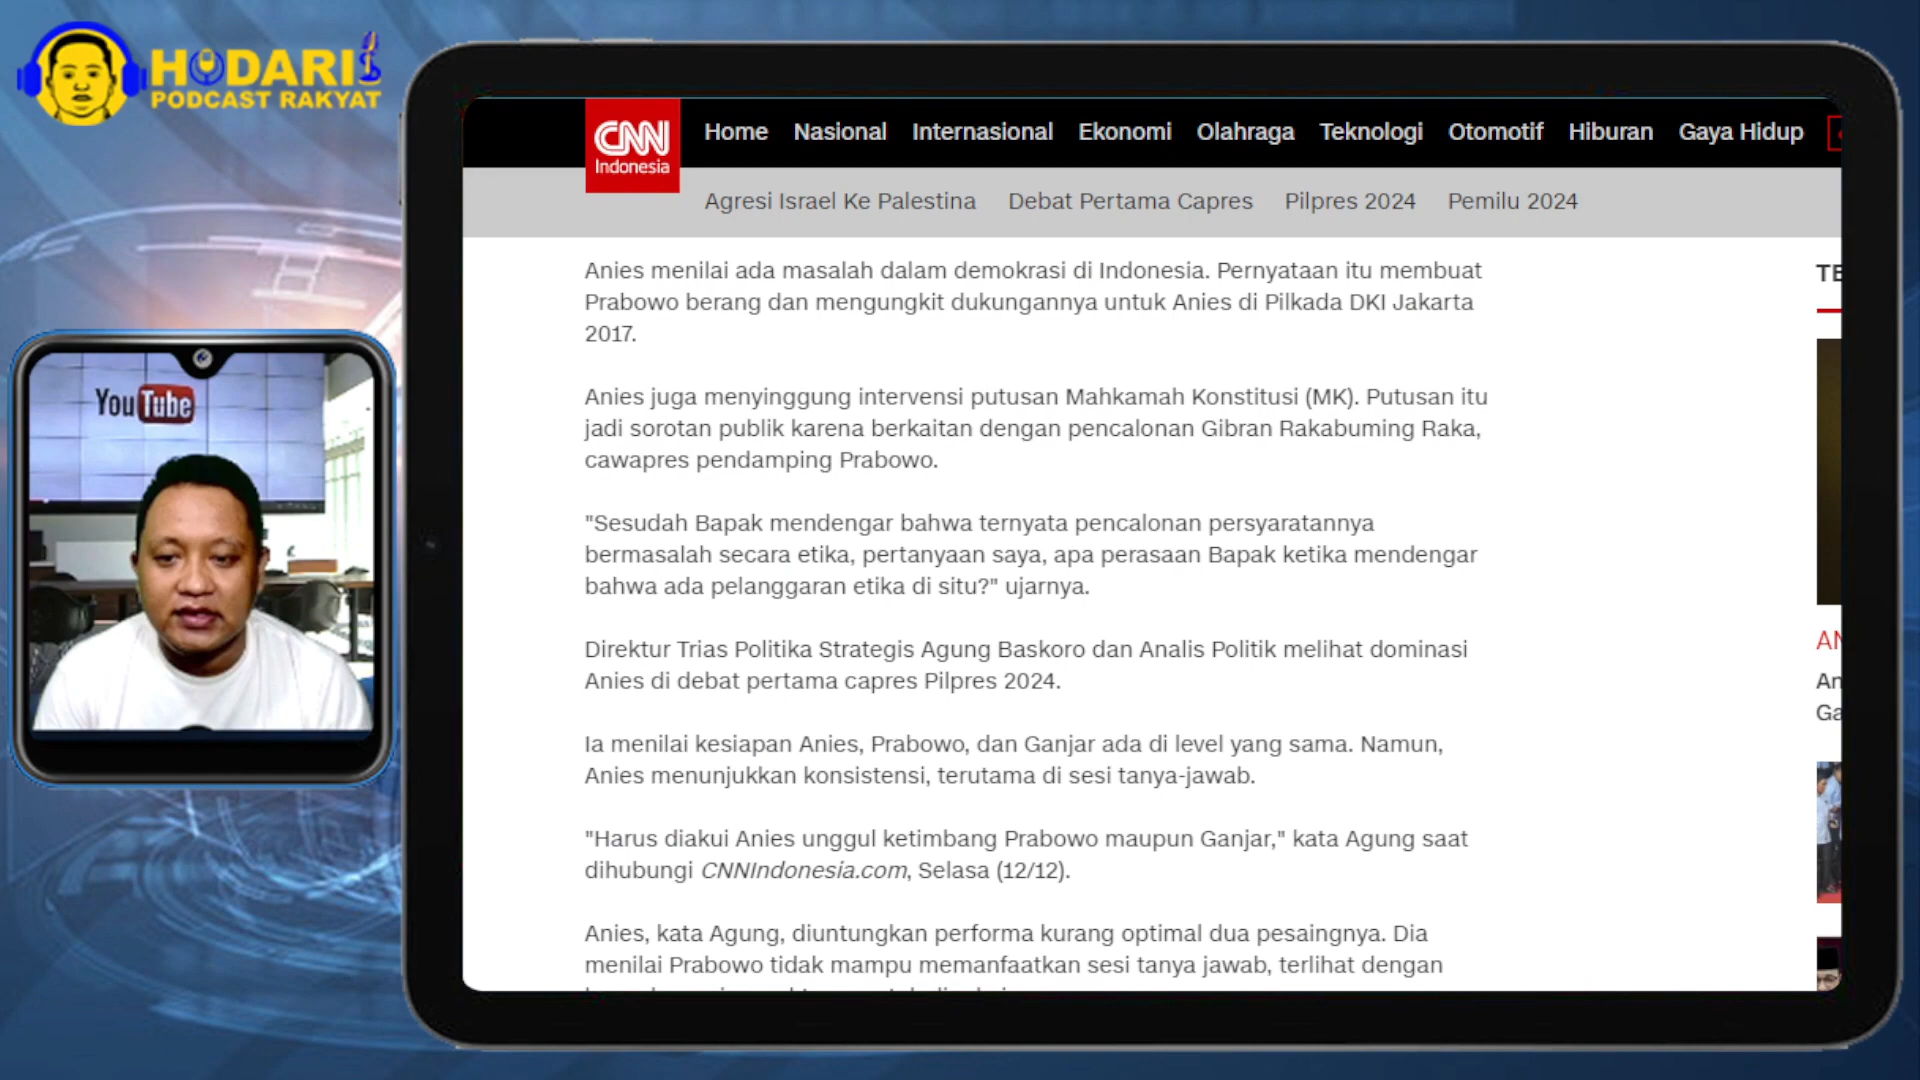 HODARI
PODCAST RAKYAT
YouTube
CNN
Indonesia
Home Nasional Internasional Ekonomi Olahraga Teknologi Otomotif Hiburan Gaya Hidup
Agresi Israel Ke Palestina Debat Pertama Capres Pilpres 2024 Pemilu 2024
Anies menilai ada masalah dalam demokrasi di Indonesia. Pernyataan itu membuat
Prabowo berang dan mengungkit dukungannya untuk Anies di Pilkada DKI Jakarta
2017.
Anies juga menyinggung intervensi putusan Mahkamah Konstitusi (MK). Putusan itu
jadi sorotan publik karena berkaitan dengan pencalonan Gibran Rakabuming Raka,
cawapres pendamping Prabowo.
"Sesudah Bapak mendengar bahwa ternyata pencalonan persyaratannya
bermasalah secara etika, pertanyaan saya, apa perasaan Bapak ketika mendengar
bahwa ada pelanggaran etika di situ?" ujarnya.
Direktur Trias Politika Strategis Agung Baskoro dan Analis Politik melihat dominasi
Anies di debat pertama capres Pilpres 2024.
Ia menilai kesiapan Anies, Prabowo, dan Ganjar ada di level yang sama. Namun,
Anies menunjukkan konsistensi, terutama di sesi tanya-jawab.
"Harus diakui Anies unggul ketimbang Prabowo maupun Ganjar," kata Agung saat
dihubungi CNNIndonesia.com, Selasa (12/12).
Anies, kata Agung, diuntungkan performa kurang optimal dua pesaingnya. Dia
menilai Prabowo tidak mampu memanfaatkan sesi tanya jawab, terlihat dengan